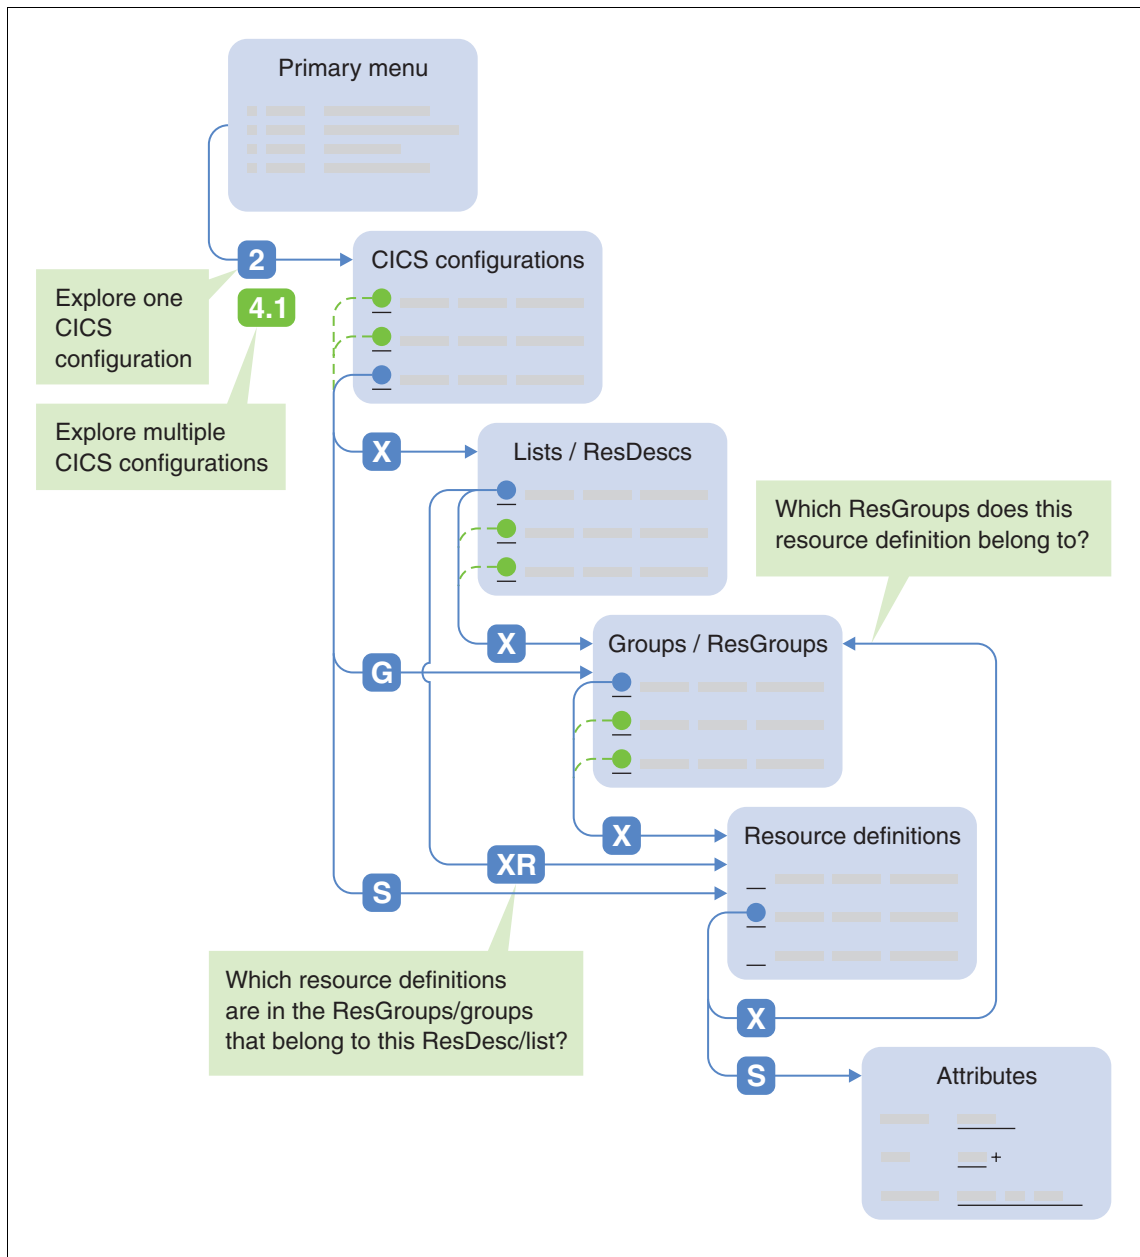 Primary menu
2
CICS configurations
Explore one
CICS
configuration
4.1
Explore multiple
CICS configurations
X
Lists / ResDescs
Which ResGroups does this
resource definition belong to?
X
Groups / ResGroups
G
X
Resource definitions
XR
S
Which resource definitions
are in the ResGroups/groups
that belong to this ResDesc/list?
X
S
Attributes
+